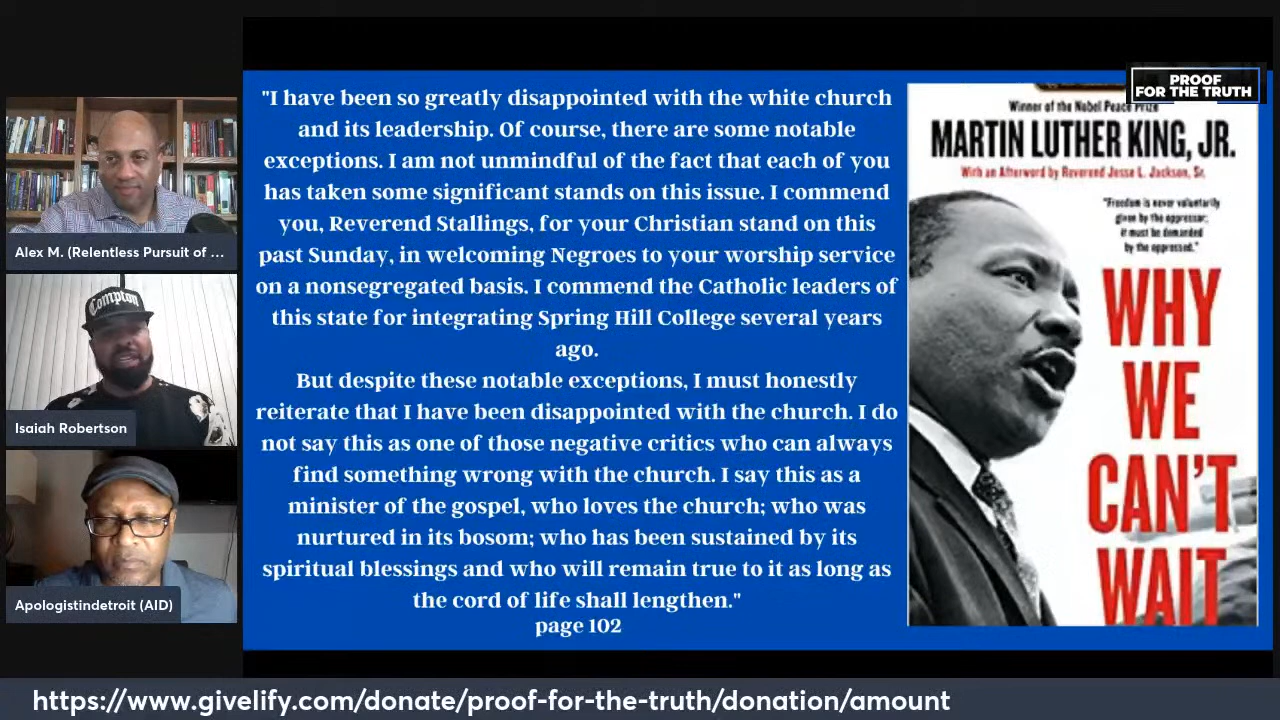 PROOF
FOR THE TRUTH
"I have been so greatly disappointed with the white church
and its leadership. Of course, there are some notable
exceptions. I am not unmindful of the fact that each of you
has taken some significant stands on this issue. I commend
you, Reverend Stallings, for your Christian stand on this
past Sunday, in welcoming Negroes to your worship service
on a nonsegregated basis. I commend the Catholic leaders of
this state for integrating Spring Hill College several years
ago.
But despite these notable exceptions, I must honestly
reiterate that I have been disappointed with the church. I do
not say this as one of those negative critics who can always
find something wrong with the church. I say this as a
minister of the gospel, who loves the church; who was
nurtured in its bosom; who has been sustained by its
spiritual blessings and who will remain true to it as long as
the cord of life shall lengthen."
page 102
Winner of the Nobel Peace Prize
MARTIN LUTHER KING, JR.
With an Afterword by Reverend Jesse L. Jackson, Sr.
"Freedom is never voluntarily
given by the oppressor;
it must be demanded
by the oppressed."
WHY
WE
CAN'T
WAIT
Alex M. (Relentless Pursuit of ...
Compton
Isaiah Robertson
Apologistindetroit (AID)
https://www.givelify.com/donate/proof-for-the-truth/donation/amount